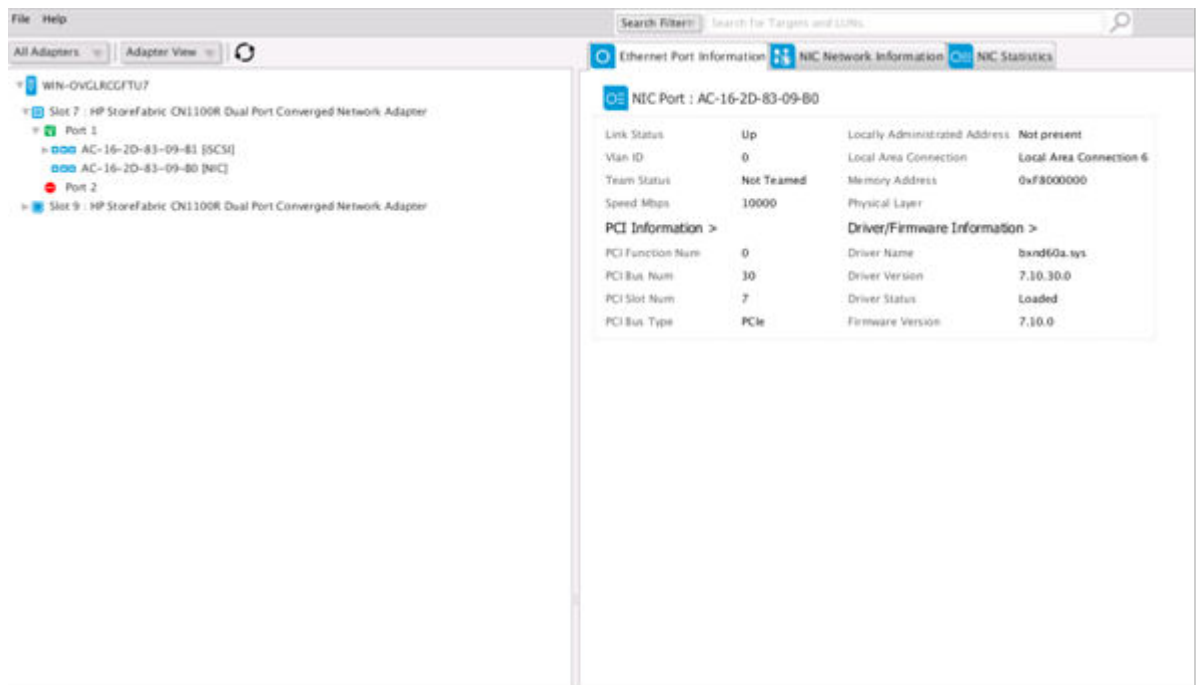 File Help
Search Filter Search for Targets and LUNs.
All Adapters Adapter View
Ethernet Port Information NIC Network Information NIC Statistics
WIN-OVGLRCGFTU7
Slot 7 : HP StoreFabric CN1100R Dual Port Converged Network Adapter
Port 1
AC-16-2D-83-09-B1 [iSCSI]
AC-16-2D-83-09-B0 [NIC]
Port 2
Slot 9 : HP StoreFabric CN1100R Dual Port Converged Network Adapter
NIC Port : AC-16-2D-83-09-B0
Link Status Up Locally Administrated Address Not present
Vlan ID 0 Local Area Connection Local Area Connection 6
Team Status Not Teamed Memory Address 0xF8000000
Speed Mbps 10000 Physical Layer
PCI Information > Driver/Firmware Information >
PCI Function Num 0 Driver Name bxnd60a.sys
PCI Bus Num 30 Driver Version 7.10.30.0
PCI Slot Num 7 Driver Status Loaded
PCI Bus Type PCIe Firmware Version 7.10.0